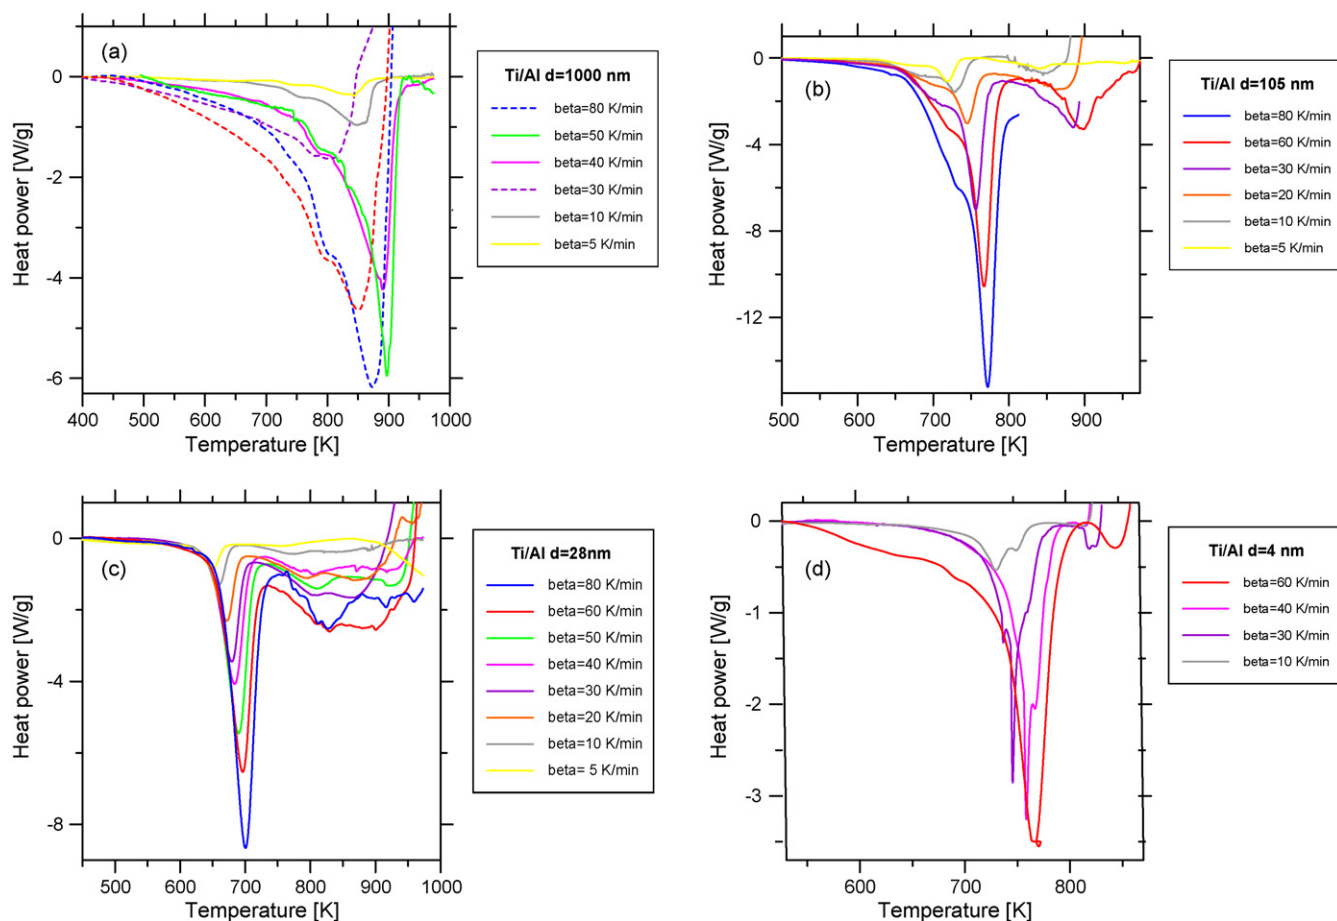 (a)
0
-2
-4
-6
Heat power [W/g]
400 500 600 700 800 900 1000
Temperature [K]
Ti/Al d=1000 nm
beta=80 K/min
beta=50 K/min
beta=40 K/min
beta=30 K/min
beta=10 K/min
beta=5 K/min
(b)
0
-4
-8
-12
Heat power [W/g]
500 600 700 800 900
Temperature [K]
Ti/Al d=105 nm
beta=80 K/min
beta=60 K/min
beta=30 K/min
beta=20 K/min
beta=10 K/min
beta=5 K/min
(c)
0
-4
-8
Heat power [W/g]
500 600 700 800 900 1000
Temperature [K]
Ti/Al d=28nm
beta=80 K/min
beta=60 K/min
beta=50 K/min
beta=40 K/min
beta=30 K/min
beta=20 K/min
beta=10 K/min
beta= 5 K/min
(d)
0
-1
-2
-3
Heat power [W/g]
600 700 800
Temperature [K]
Ti/Al d=4 nm
beta=60 K/min
beta=40 K/min
beta=30 K/min
beta=10 K/min